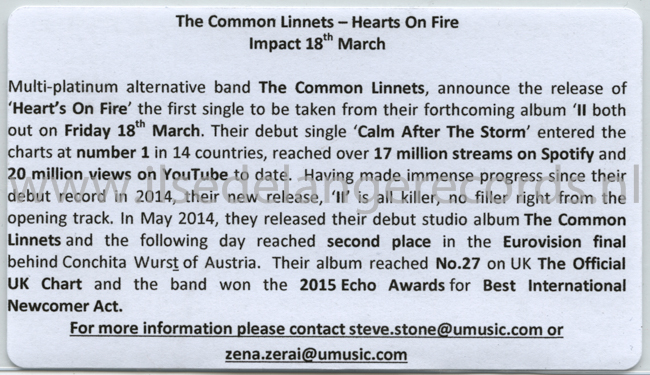 The Common Linnets – Hearts On Fire
Impact 18th March
Multi-platinum alternative band The Common Linnets, announce the release of
‘Heart’s On Fire’ the first single to be taken from their forthcoming album ‘II both
out on Friday 18th March. Their debut single ‘Calm After The Storm’ entered the
charts at number 1 in 14 countries, reached over 17 million streams on Spotify and
20 million views on YouTube to date. Having made immense progress since their
www.ilsedelangerecords.nl
debut record in 2014, their new release, ‘II’ is all killer, no filler right from the
opening track. In May 2014, they released their debut studio album The Common
Linnets and the following day reached second place in the Eurovision final
behind Conchita Wurst of Austria. Their album reached No.27 on UK The Official
UK Chart and the band won the 2015 Echo Awards for Best International
Newcomer Act.
For more information please contact steve.stone@umusic.com or
zena.zerai@umusic.com